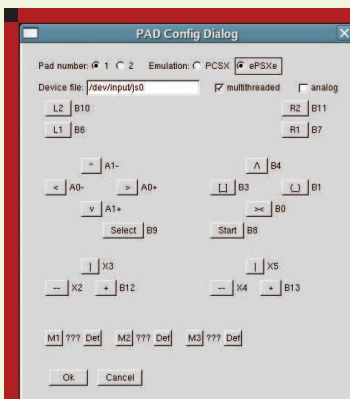 PAD Config Dialog
Pad number: 1 2 Emulation: PCSX ePSXe
Device file: /dev/input/js0 multithreaded analog
L2 B10 R2 B11
L1 B6 R1 B7
^ A1- /\ B4
< A0- > A0+ [_] B3 (_) B1
v A1+ >< B0
Select B9 Start B8
| X3 | X5
-- X2 + B12 -- X4 + B13
M1 ??? Def M2 ??? Def M3 ??? Def
Ok Cancel